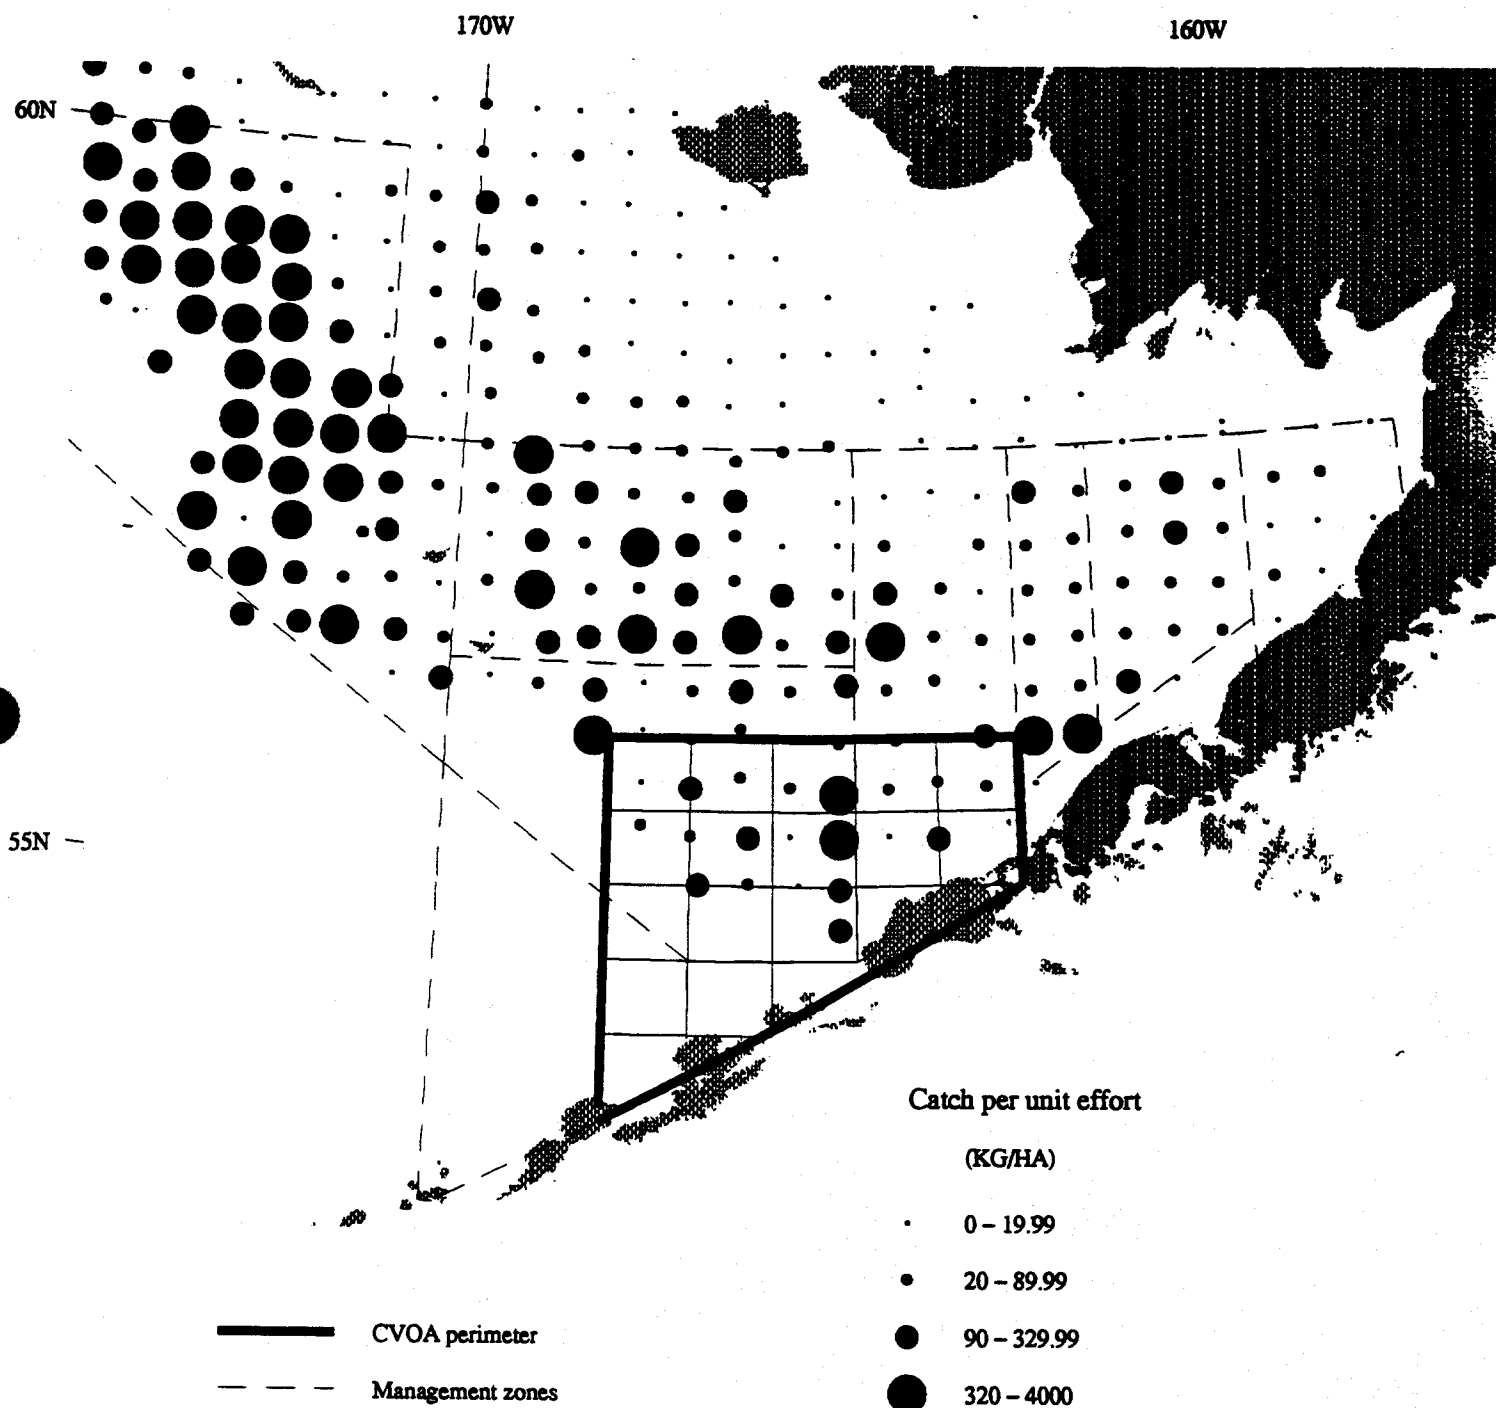 170W
160W
60N
55N
Catch per unit effort
(KG/HA)
0 – 19.99
20 – 89.99
90 – 329.99
320 – 4000
CVOA perimeter
Management zones